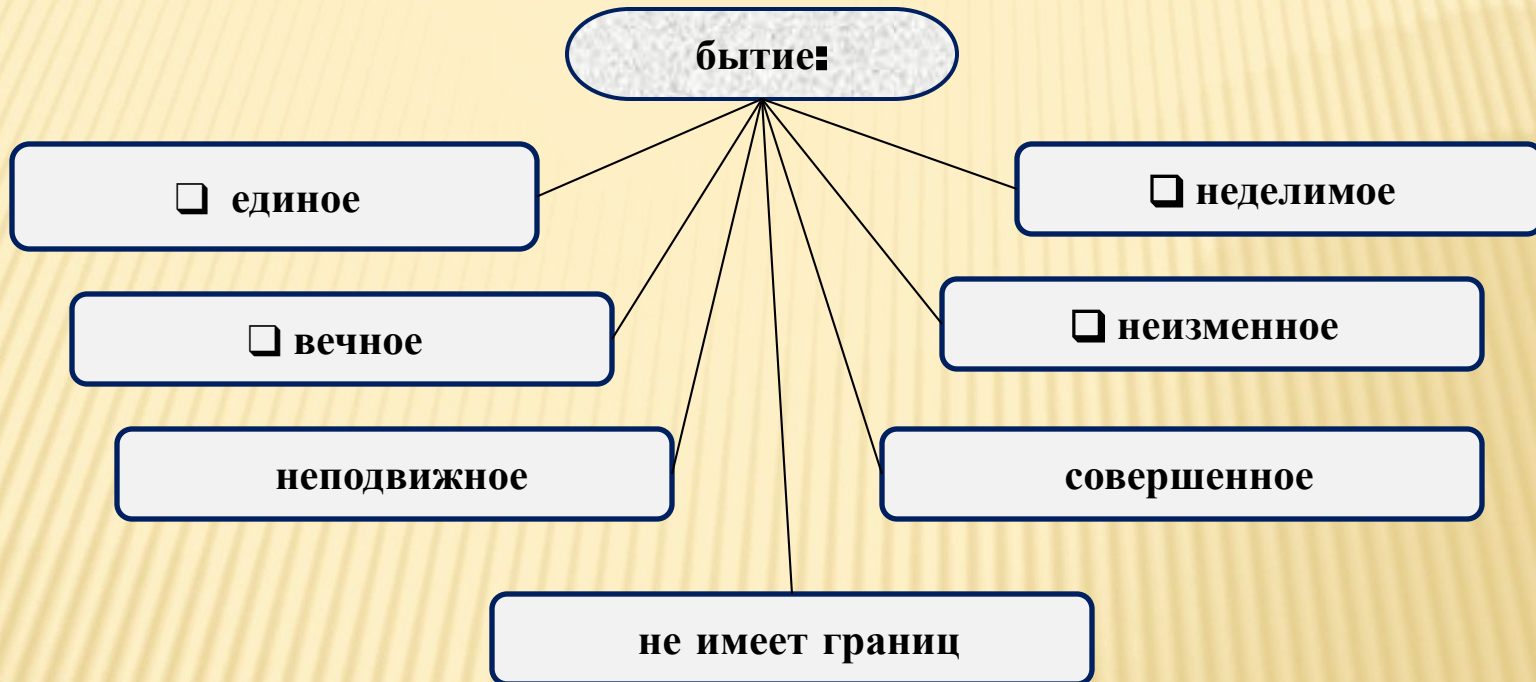 бытие:
❑ единое
❑ неделимое
❑ вечное
❑ неизменное
неподвижное
совершенное
не имеет границ